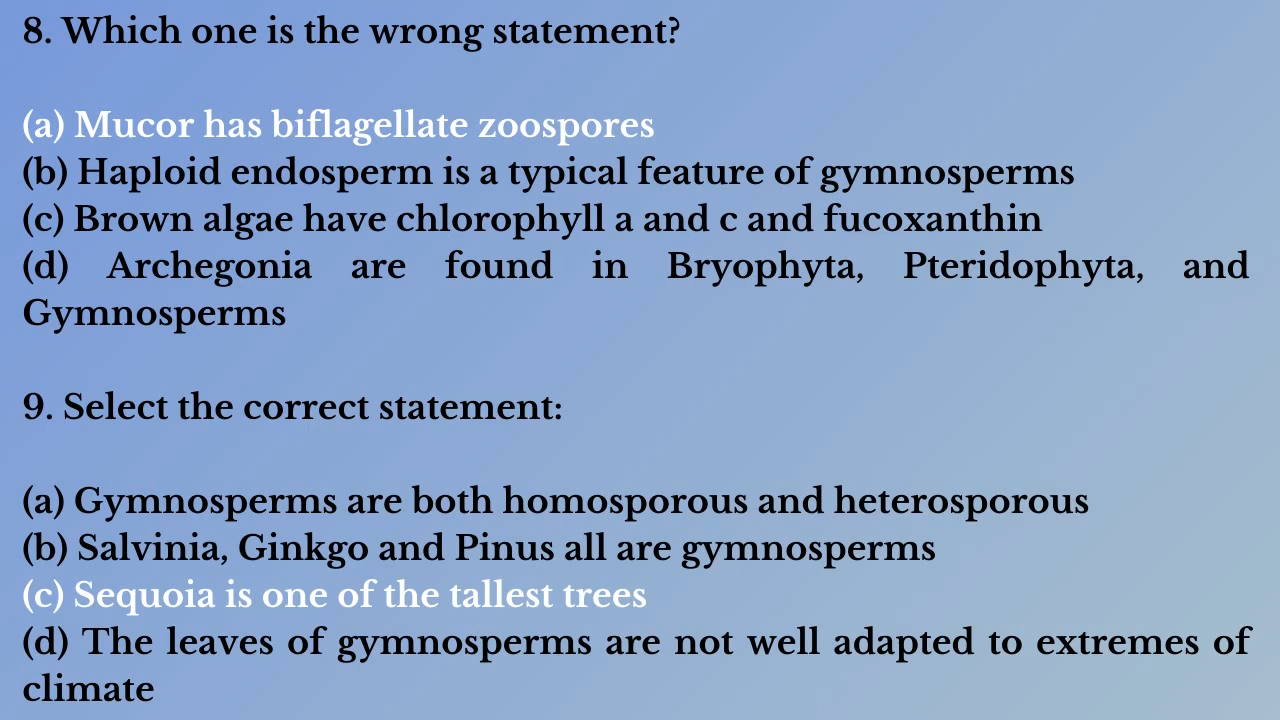 8. Which one is the wrong statement?
(a) Mucor has biflagellate zoospores
(b) Haploid endosperm is a typical feature of gymnosperms
(c) Brown algae have chlorophyll a and c and fucoxanthin
(d) Archegonia are found in Bryophyta, Pteridophyta, and
Gymnosperms
9. Select the correct statement:
(a) Gymnosperms are both homosporous and heterosporous
(b) Salvinia, Ginkgo and Pinus all are gymnosperms
(c) Sequoia is one of the tallest trees
(d) The leaves of gymnosperms are not well adapted to extremes of
climate